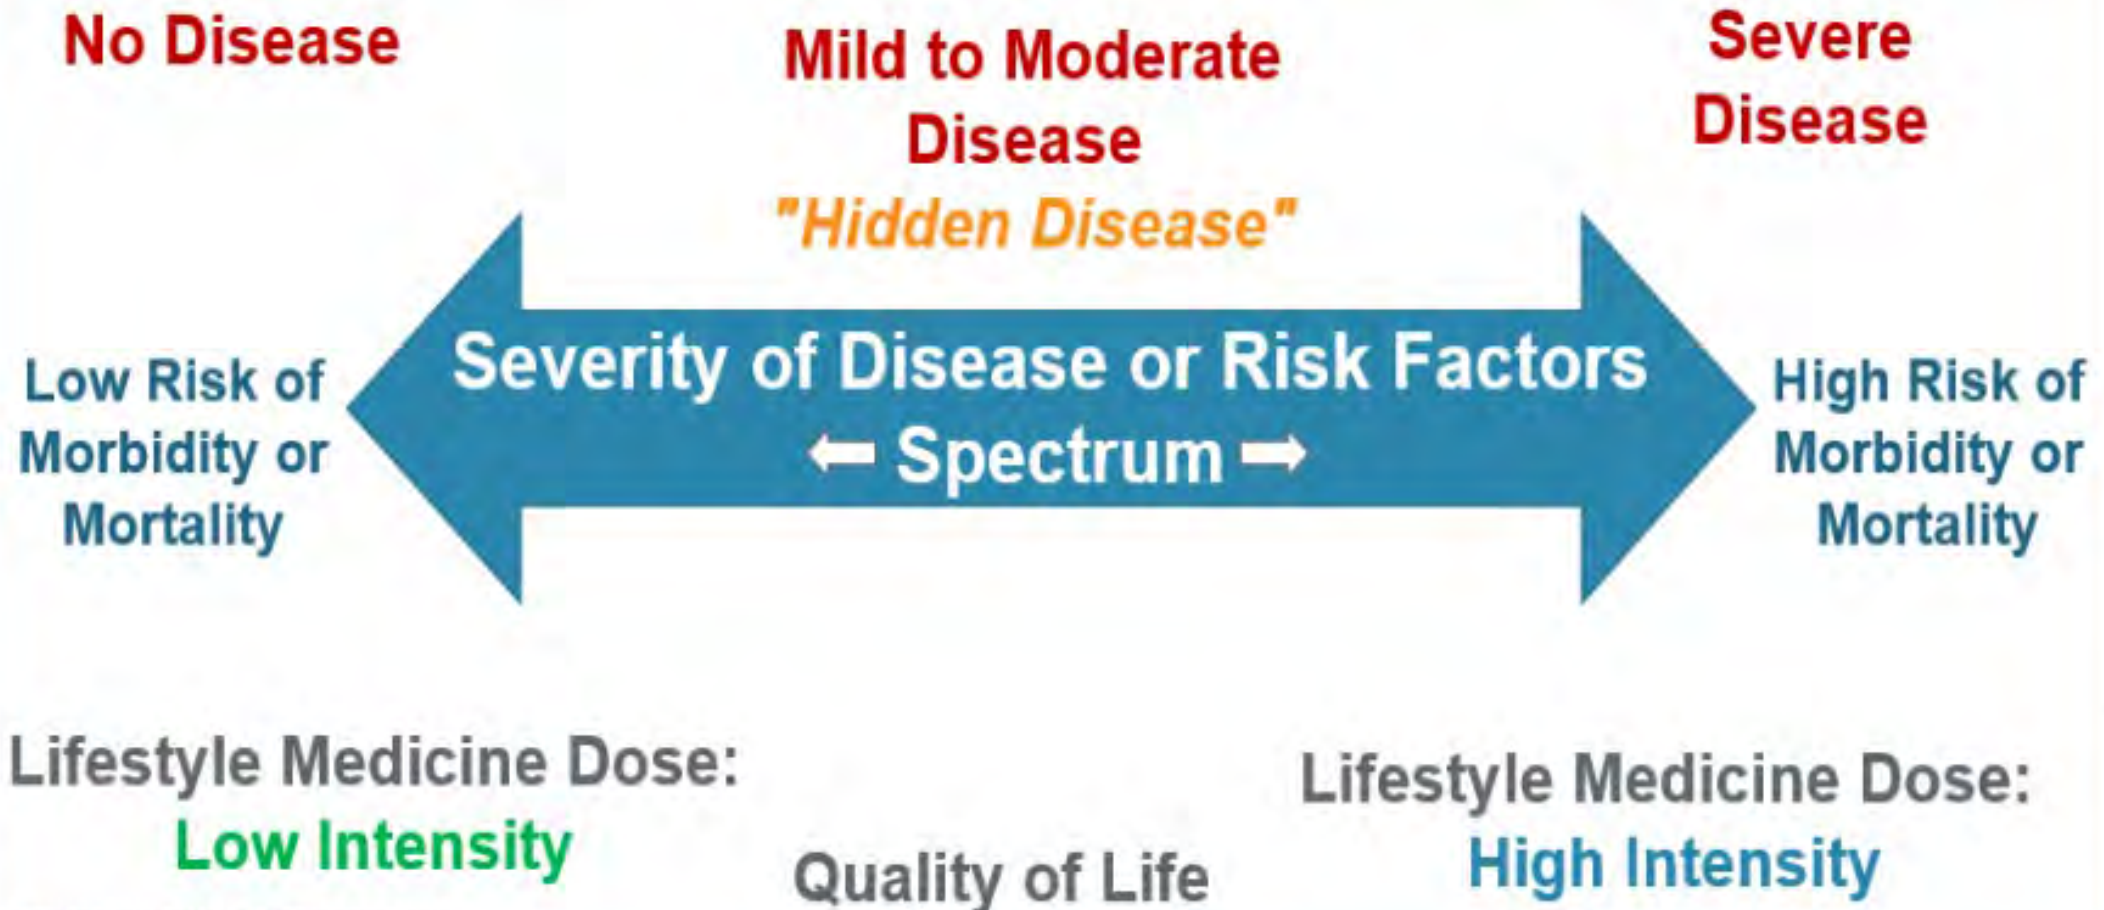 No Disease
Mild to Moderate
Disease
"Hidden Disease"
Severe
Disease
Low Risk of
Morbidity or
Mortality
Severity of Disease or Risk Factors
Spectrum
High Risk of
Morbidity or
Mortality
Lifestyle Medicine Dose:
Low Intensity
Quality of Life
Lifestyle Medicine Dose:
High Intensity